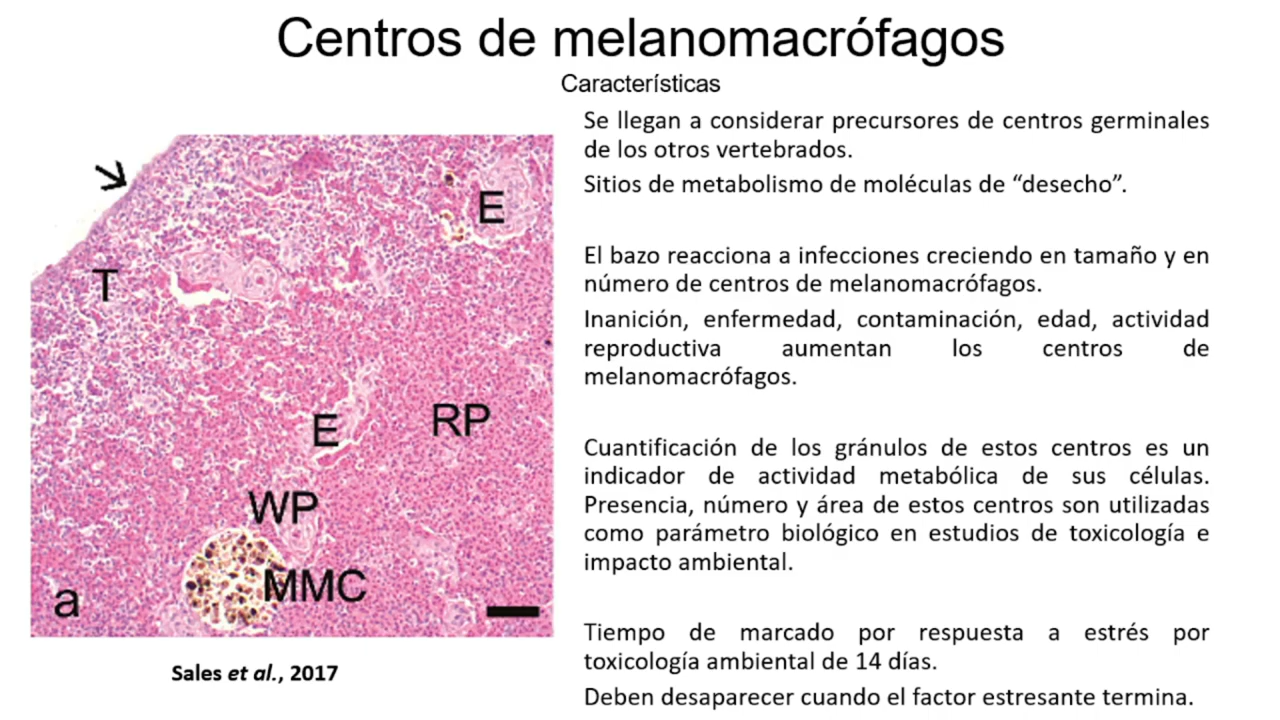 Centros de melanomacrófagos
Características
E
T
E
RP
WP
MMC
a
Sales et al., 2017
Se llegan a considerar precursores de centros germinales
de los otros vertebrados.
Sitios de metabolismo de moléculas de “desecho”.
El bazo reacciona a infecciones creciendo en tamaño y en
número de centros de melanomacrófagos.
Inanición, enfermedad, contaminación, edad, actividad
reproductiva aumentan los centros de
melanomacrófagos.
Cuantificación de los gránulos de estos centros es un
indicador de actividad metabólica de sus células.
Presencia, número y área de estos centros son utilizadas
como parámetro biológico en estudios de toxicología e
impacto ambiental.
Tiempo de marcado por respuesta a estrés por
toxicología ambiental de 14 días.
Deben desaparecer cuando el factor estresante termina.